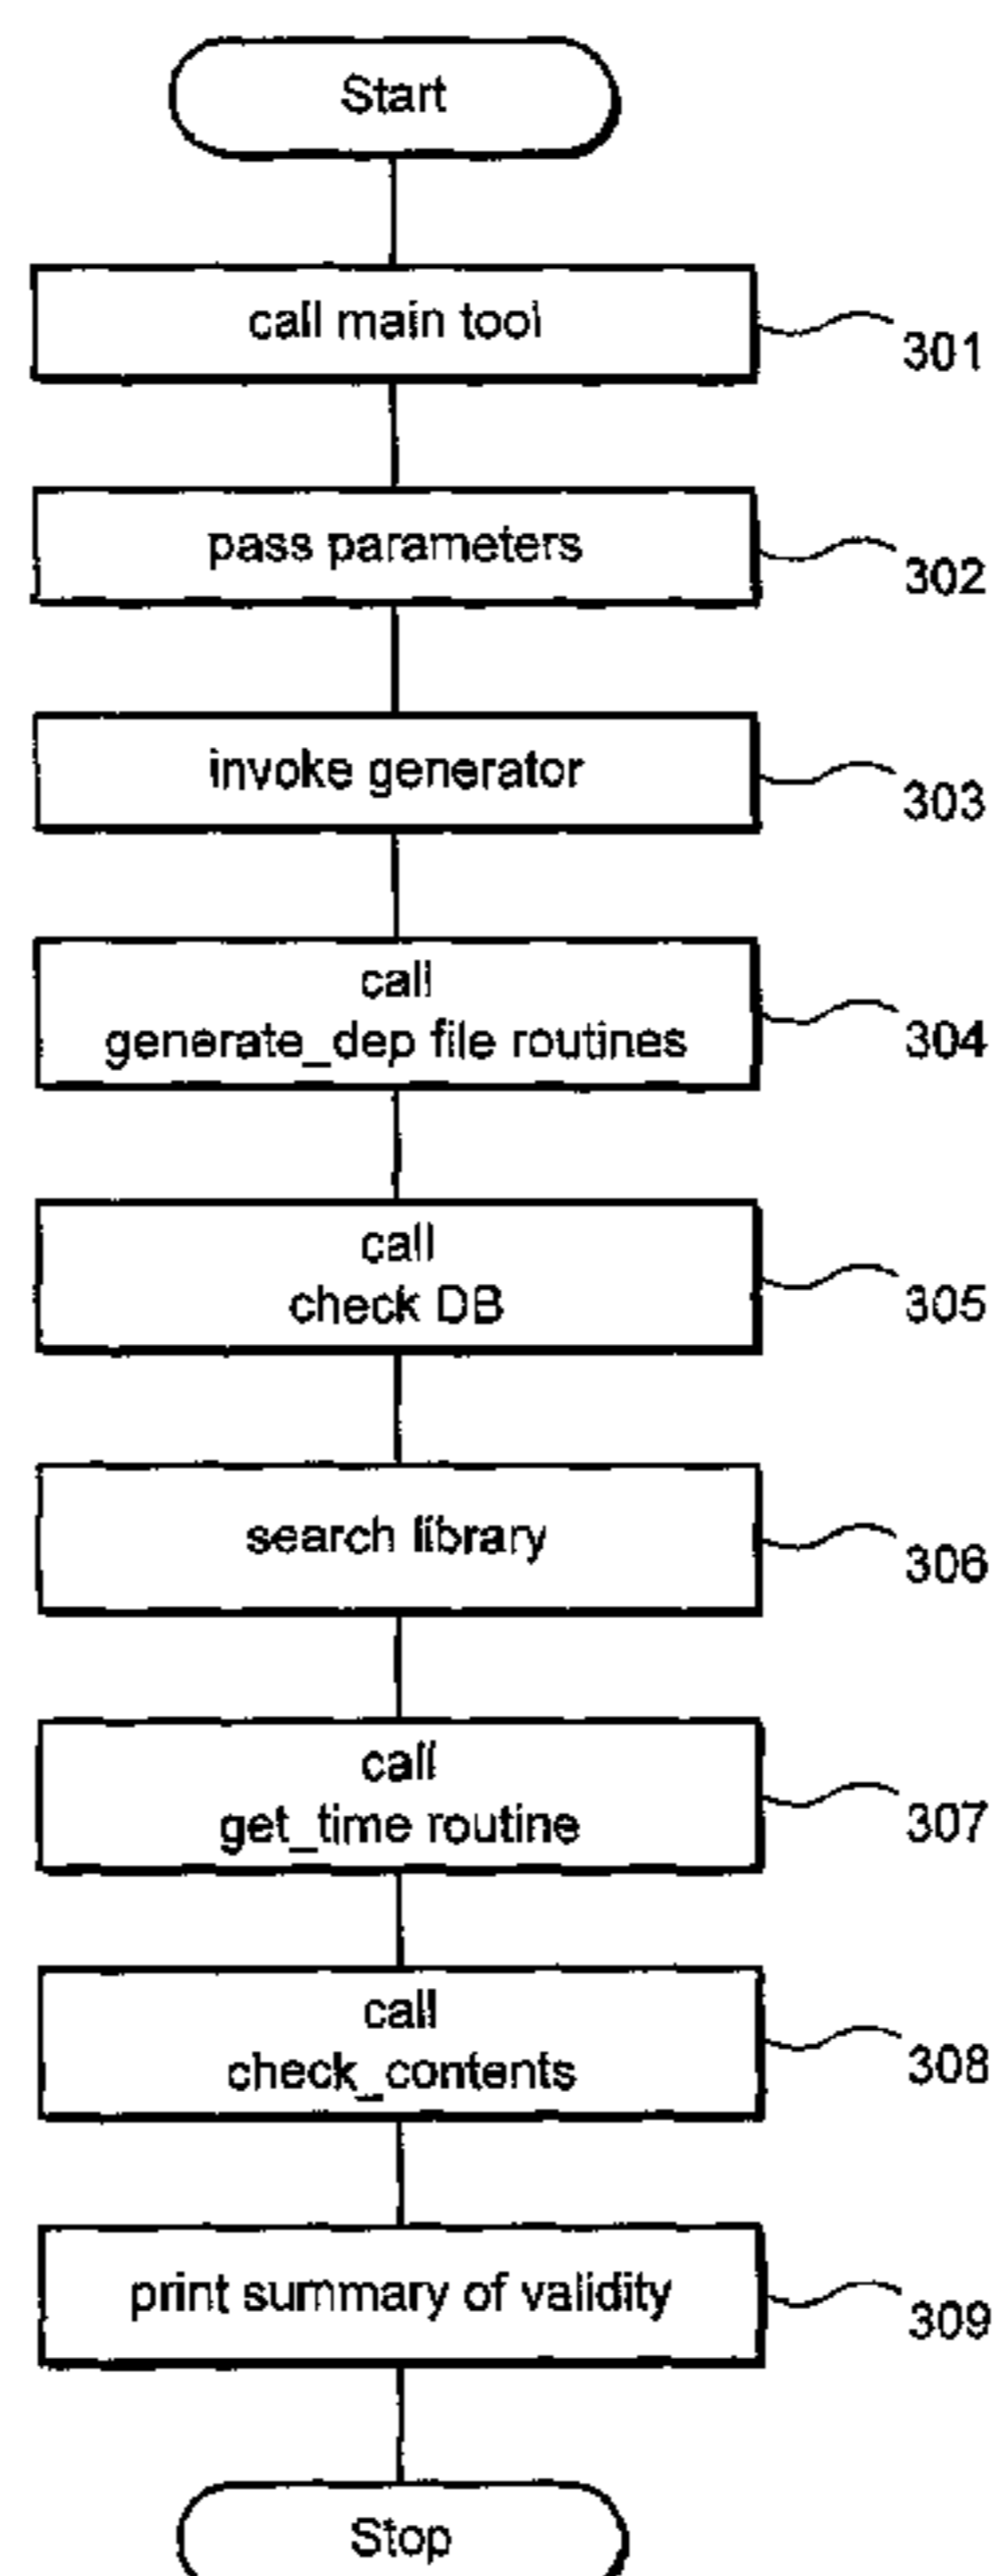 Start
call main tool
301
pass parameters
302
invoke generator
303
call
generate_dep file routines
304
call
check DB
305
search library
306
call
get_time routine
307
call
check_contents
308
print summary of validity
309
Stop